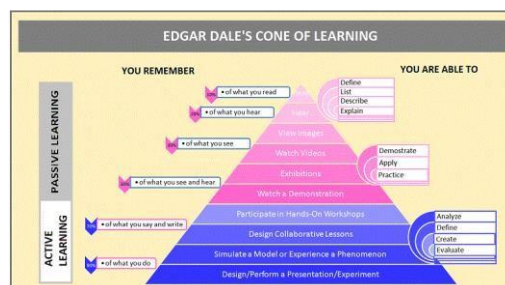 EDGAR DALE'S CONE OF LEARNING
YOU REMEMBER
YOU ARE ABLE TO
PASSIVE LEARNING
ACTIVE LEARNING
• of what you read
• of what you hear
• of what you see
• of what you see and hear
• of what you say and write
• of what you do
Hear
View Images
Watch Videos
Exhibitions
Watch a Demonstration
Participate in Hands-On Workshops
Design Collaborative Lessons
Simulate a Model or Experience a Phenomenon
Design/Perform a Presentation/Experiment
Define
List
Describe
Explain
Demostrate
Apply
Practice
Analyze
Define
Create
Evaluate